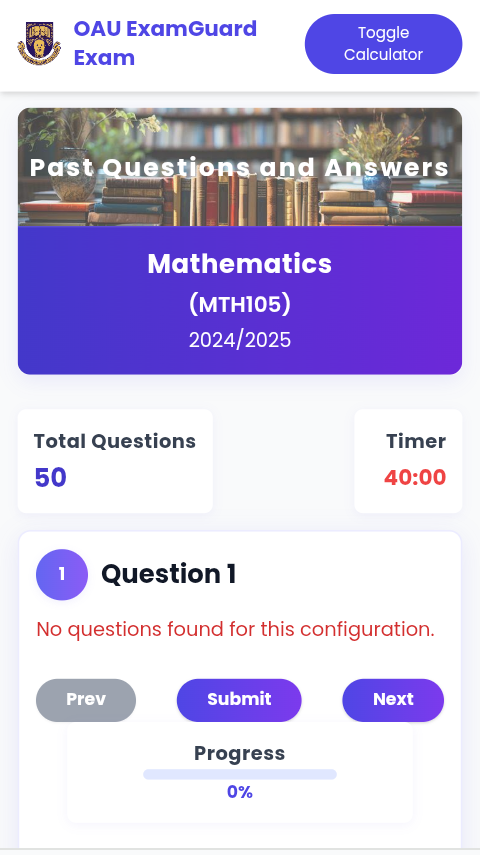 OAU ExamGuard
Exam
Toggle
Calculator
Past Questions and Answers
Mathematics
(MTH105)
2024/2025
Total Questions
50
Timer
40:00
1
Question 1
No questions found for this configuration.
Prev
Submit
Next
Progress
0%